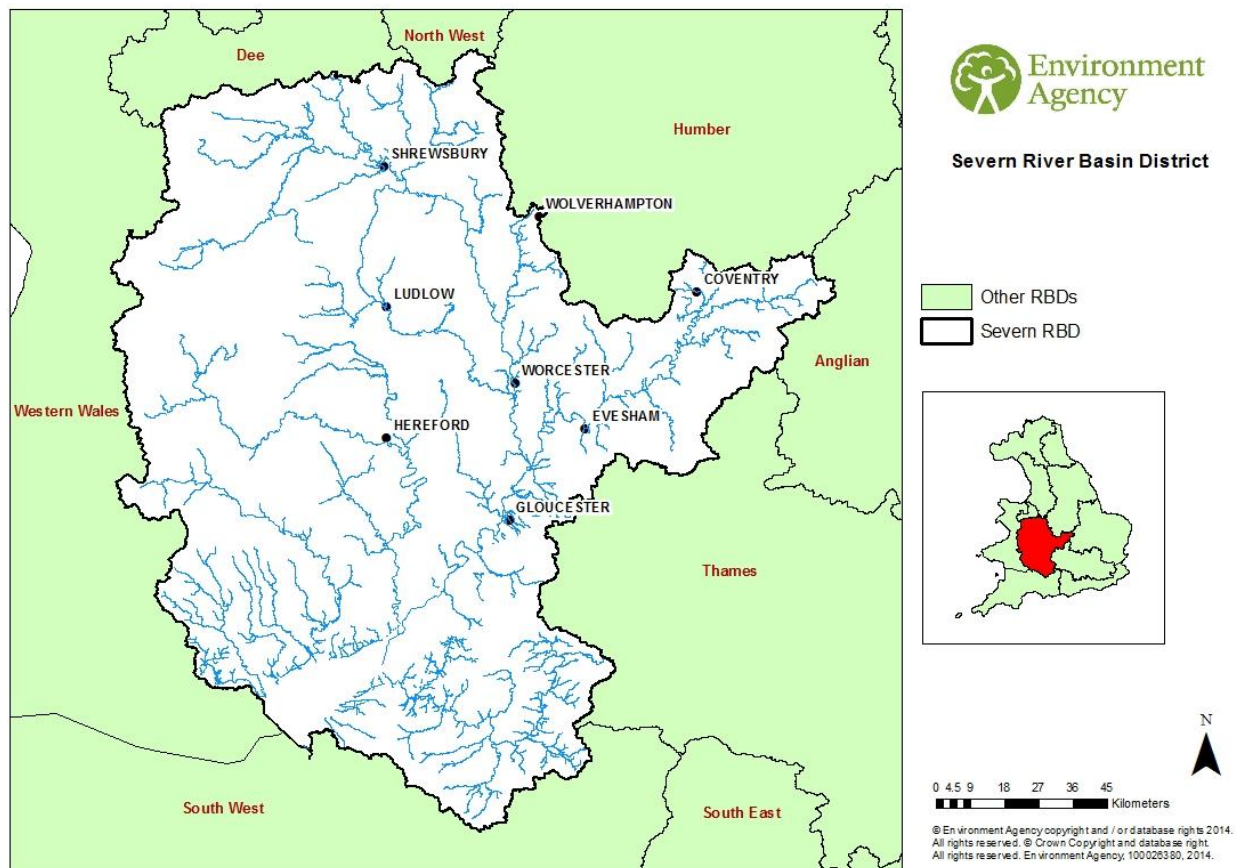 Dee
North West
Humber
SHREWSBURY
WOLVERHAMPTON
COVENTRY
LUDLOW
Anglian
WORCESTER
Western Wales
EVESHAM
HEREFORD
GLOUCESTER
Thames
South West
South East
Environment
Agency
Severn River Basin District
Other RBDs
Severn RBD
N
0 4.5 9 18 27 36 45
Kilometers
© Environment Agency copyright and / or database rights 2014.
All rights reserved. © Crown Copyright and database right.
All rights reserved. Environment Agency, 100026380, 2014.